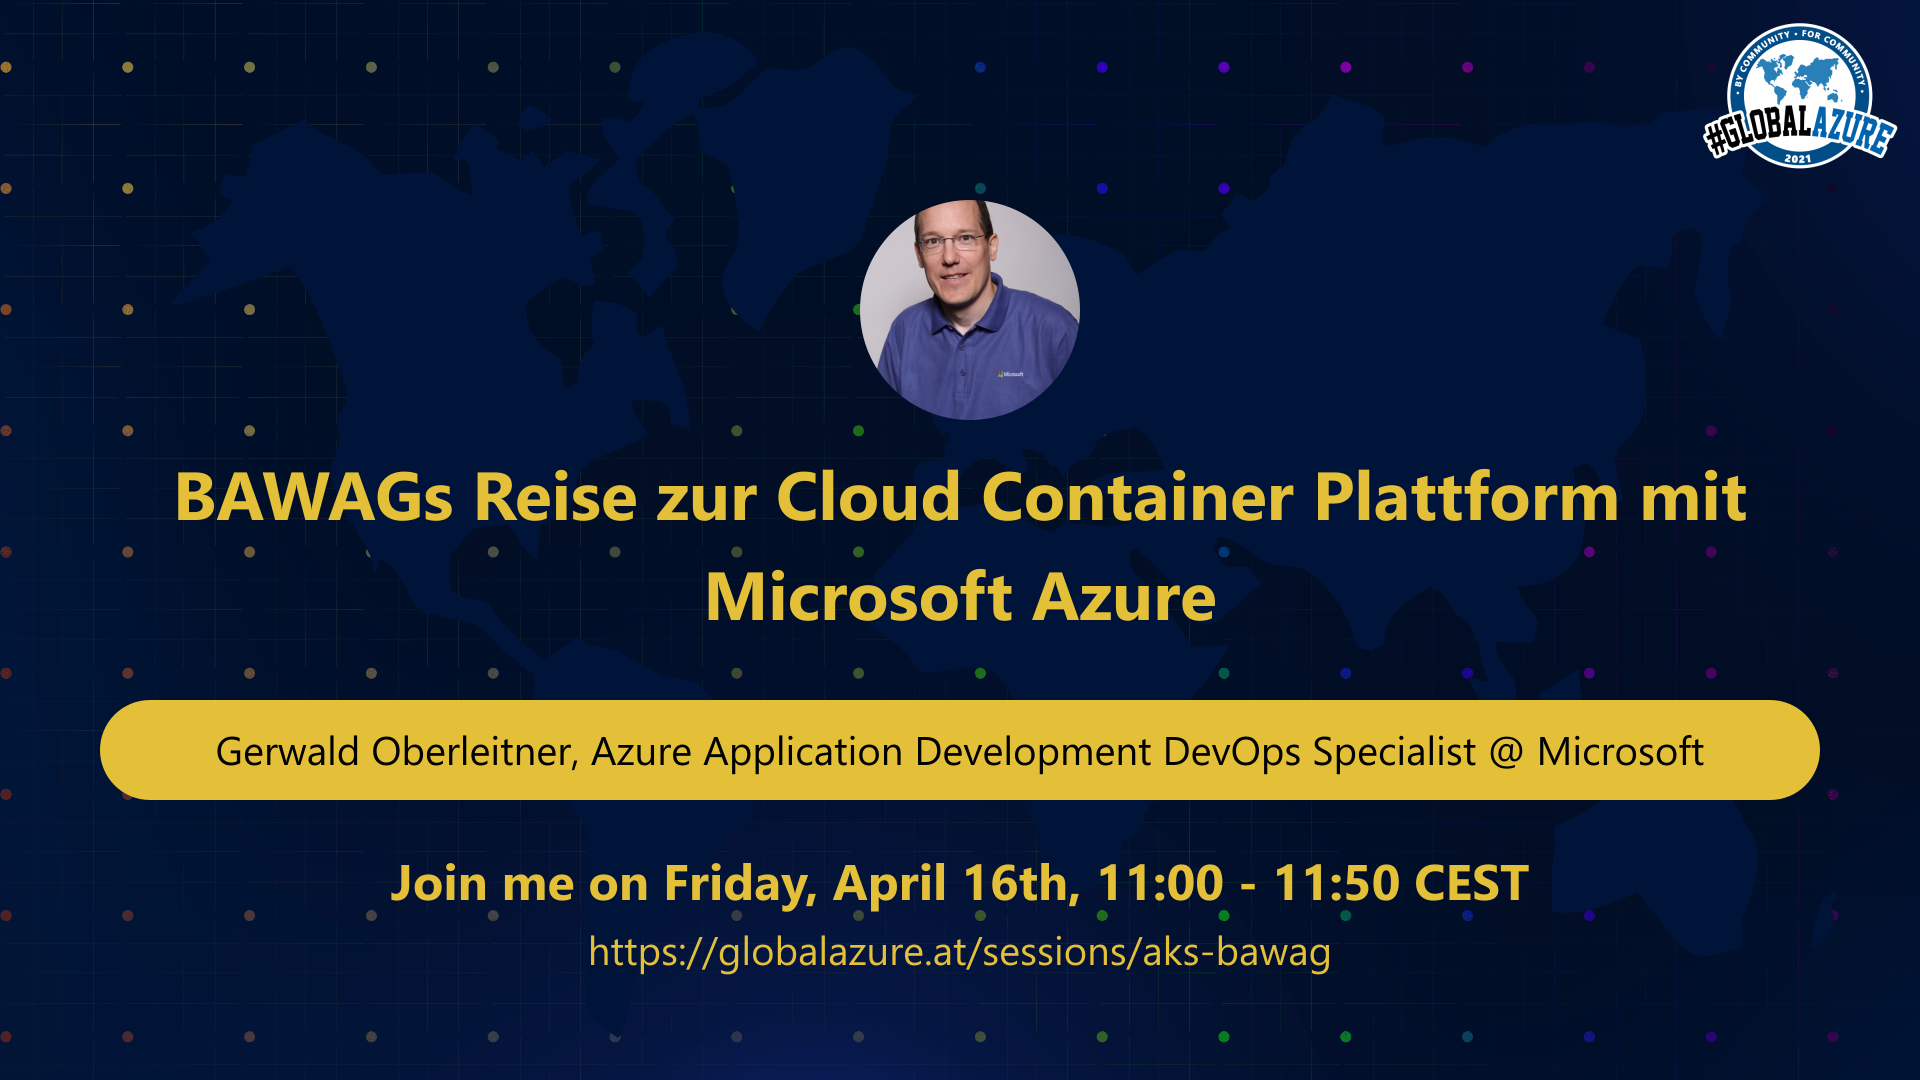 • BY COMMUNITY • FOR COMMUNITY •
#GLOBALAZURE
2021
Microsoft
BAWAGs Reise zur Cloud Container Plattform mit
Microsoft Azure
Gerwald Oberleitner, Azure Application Development DevOps Specialist @ Microsoft
Join me on Friday, April 16th, 11:00 - 11:50 CEST
https://globalazure.at/sessions/aks-bawag